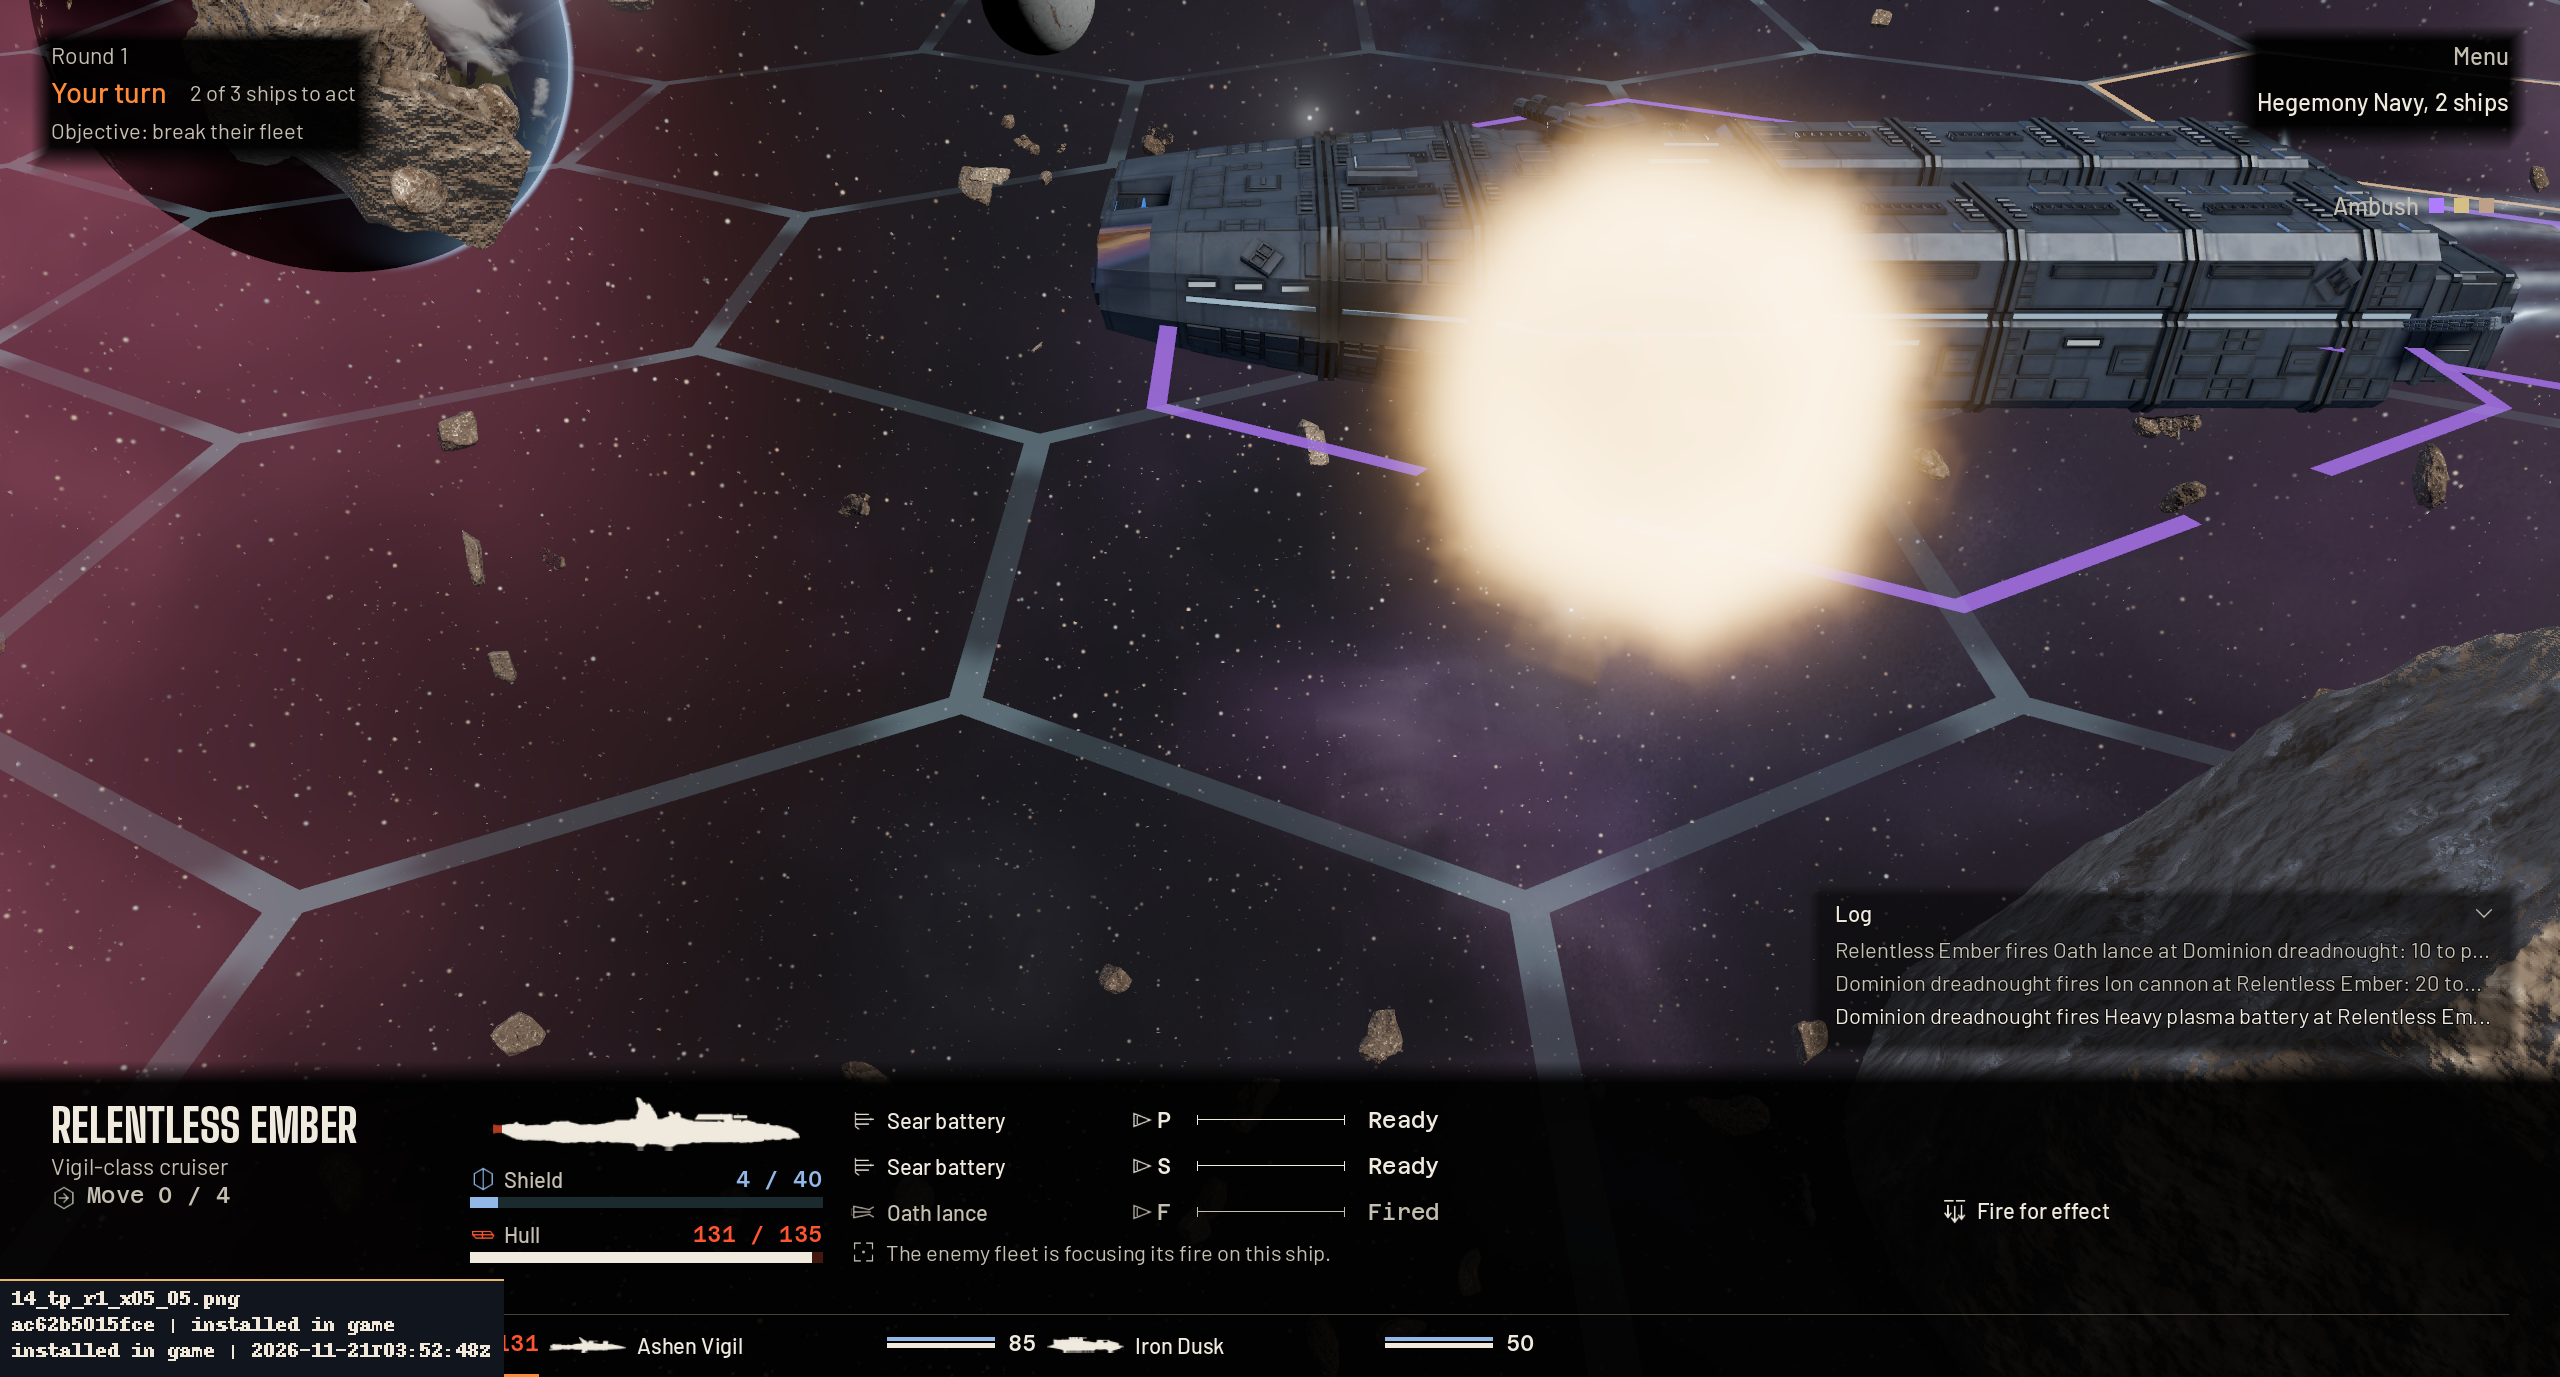 Round 1
Your turn 2 of 3 ships to act
Objective: break their fleet
Menu
Hegemony Navy, 2 ships
Ambush
Log
Relentless Ember fires Oath lance at Dominion dreadnought: 10 to p...
Dominion dreadnought fires Ion cannon at Relentless Ember: 20 to...
Dominion dreadnought fires Heavy plasma battery at Relentless Em...
RELENTLESS EMBER
Vigil-class cruiser
Move 0 / 4
Shield 4 / 40
Hull 131 / 135
Sear battery P Ready
Sear battery S Ready
Oath lance F Fired
The enemy fleet is focusing its fire on this ship.
Fire for effect
14_tp_r1_x05_05.png
ac62b5015fce | installed in game
installed in game | 2026-11-21T03:52:48Z
131 Ashen Vigil 85 Iron Dusk 50